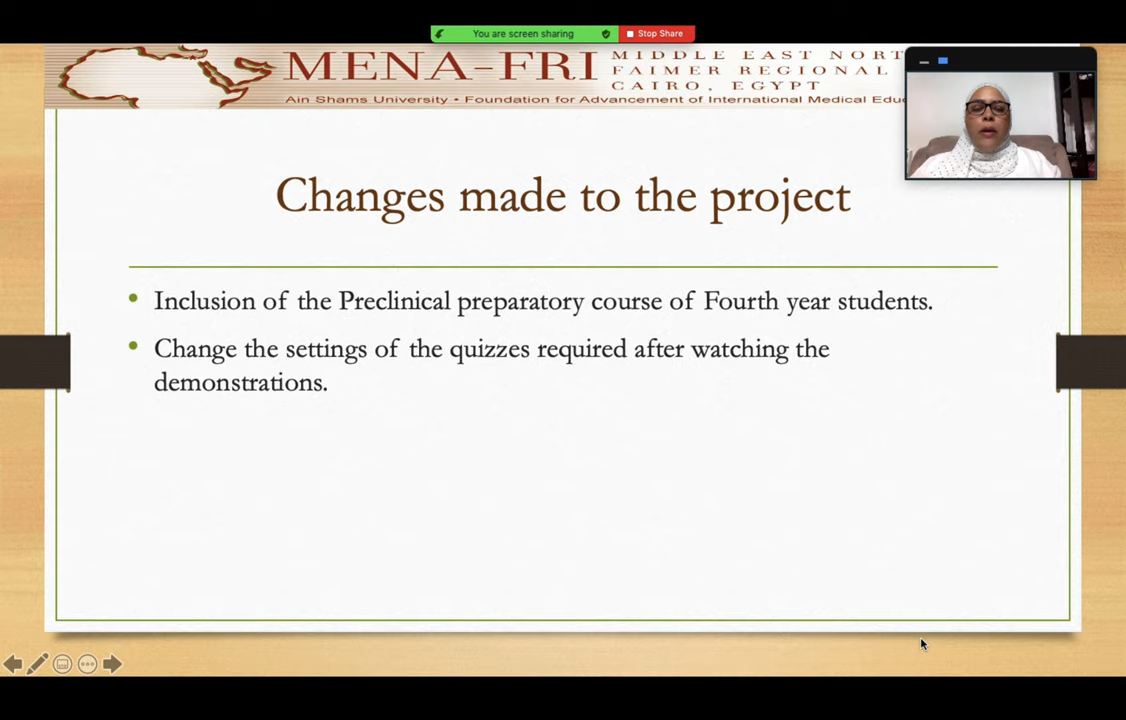 You are screen sharing
Stop Share
MENA-FRI
MIDDLE EAST NORT
FAIMER REGIONAL
CAIRO, EGYPT
Ain Shams University • Foundation for Advancement of International Medical Educ
Changes made to the project
• Inclusion of the Preclinical preparatory course of Fourth year students.
• Change the settings of the quizzes required after watching the
demonstrations.